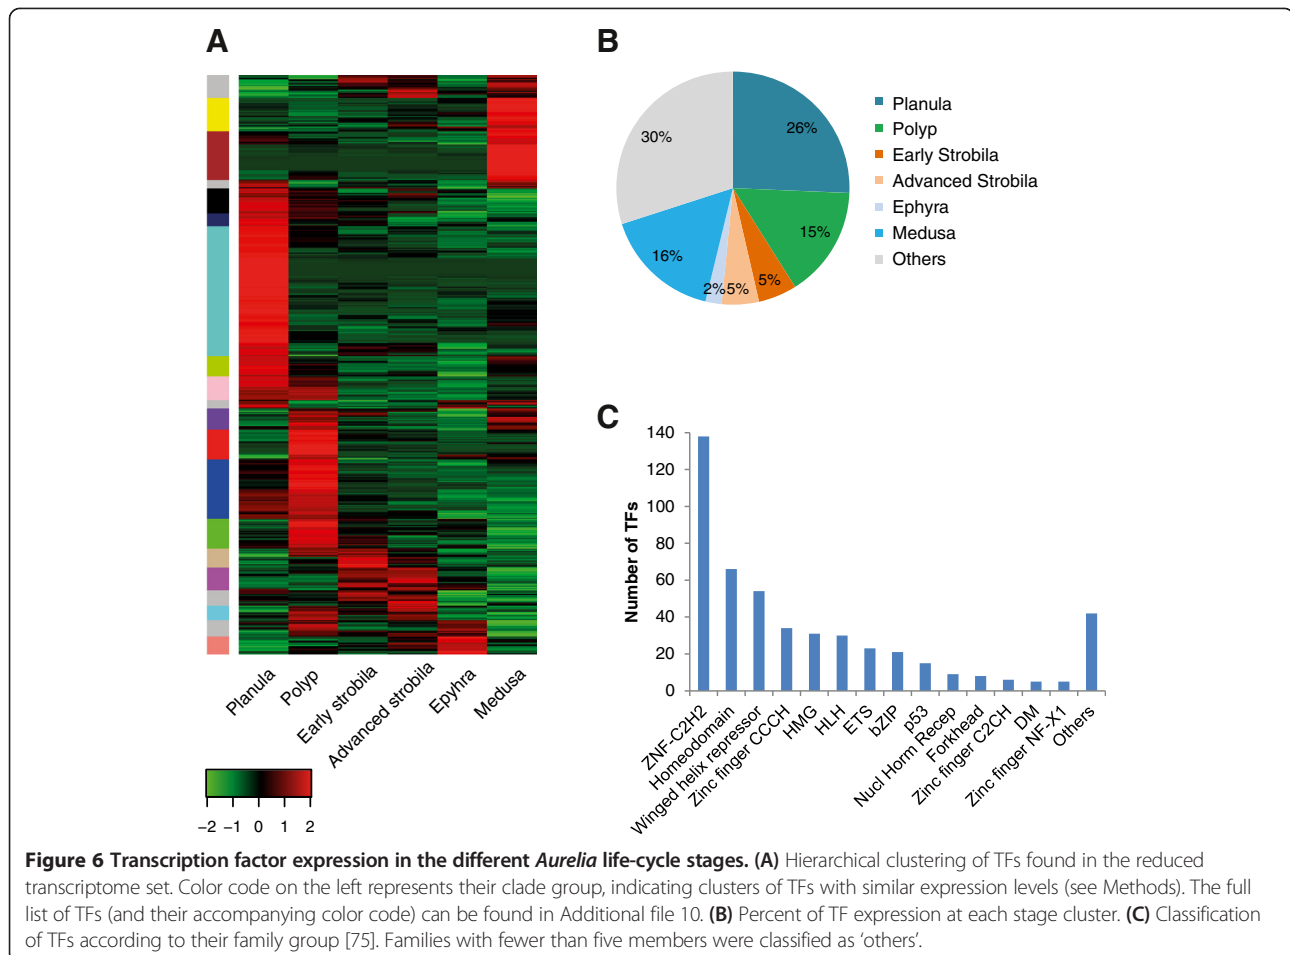 A
Planula
Polyp
Early strobila
Advanced strobila
Epyhra
Medusa
−2 −1 0 1 2
B
26%
15%
5%
5%
2%
16%
30%
Planula
Polyp
Early Strobila
Advanced Strobila
Ephyra
Medusa
Others
C
Number of TFs
140
120
100
80
60
40
20
0
ZNF-C2H2
Homeodomain
Winged helix repressor
Zinc finger CCCH
HMG
HLH
ETS
bZIP
p53
Nucl Horm Recep
Forkhead
Zinc finger C2CH
DM
Zinc finger NF-X1
Others
Figure 6 Transcription factor expression in the different Aurelia life-cycle stages. (A) Hierarchical clustering of TFs found in the reduced
transcriptome set. Color code on the left represents their clade group, indicating clusters of TFs with similar expression levels (see Methods). The full
list of TFs (and their accompanying color code) can be found in Additional file 10. (B) Percent of TF expression at each stage cluster. (C) Classification
of TFs according to their family group [75]. Families with fewer than five members were classified as ‘others’.